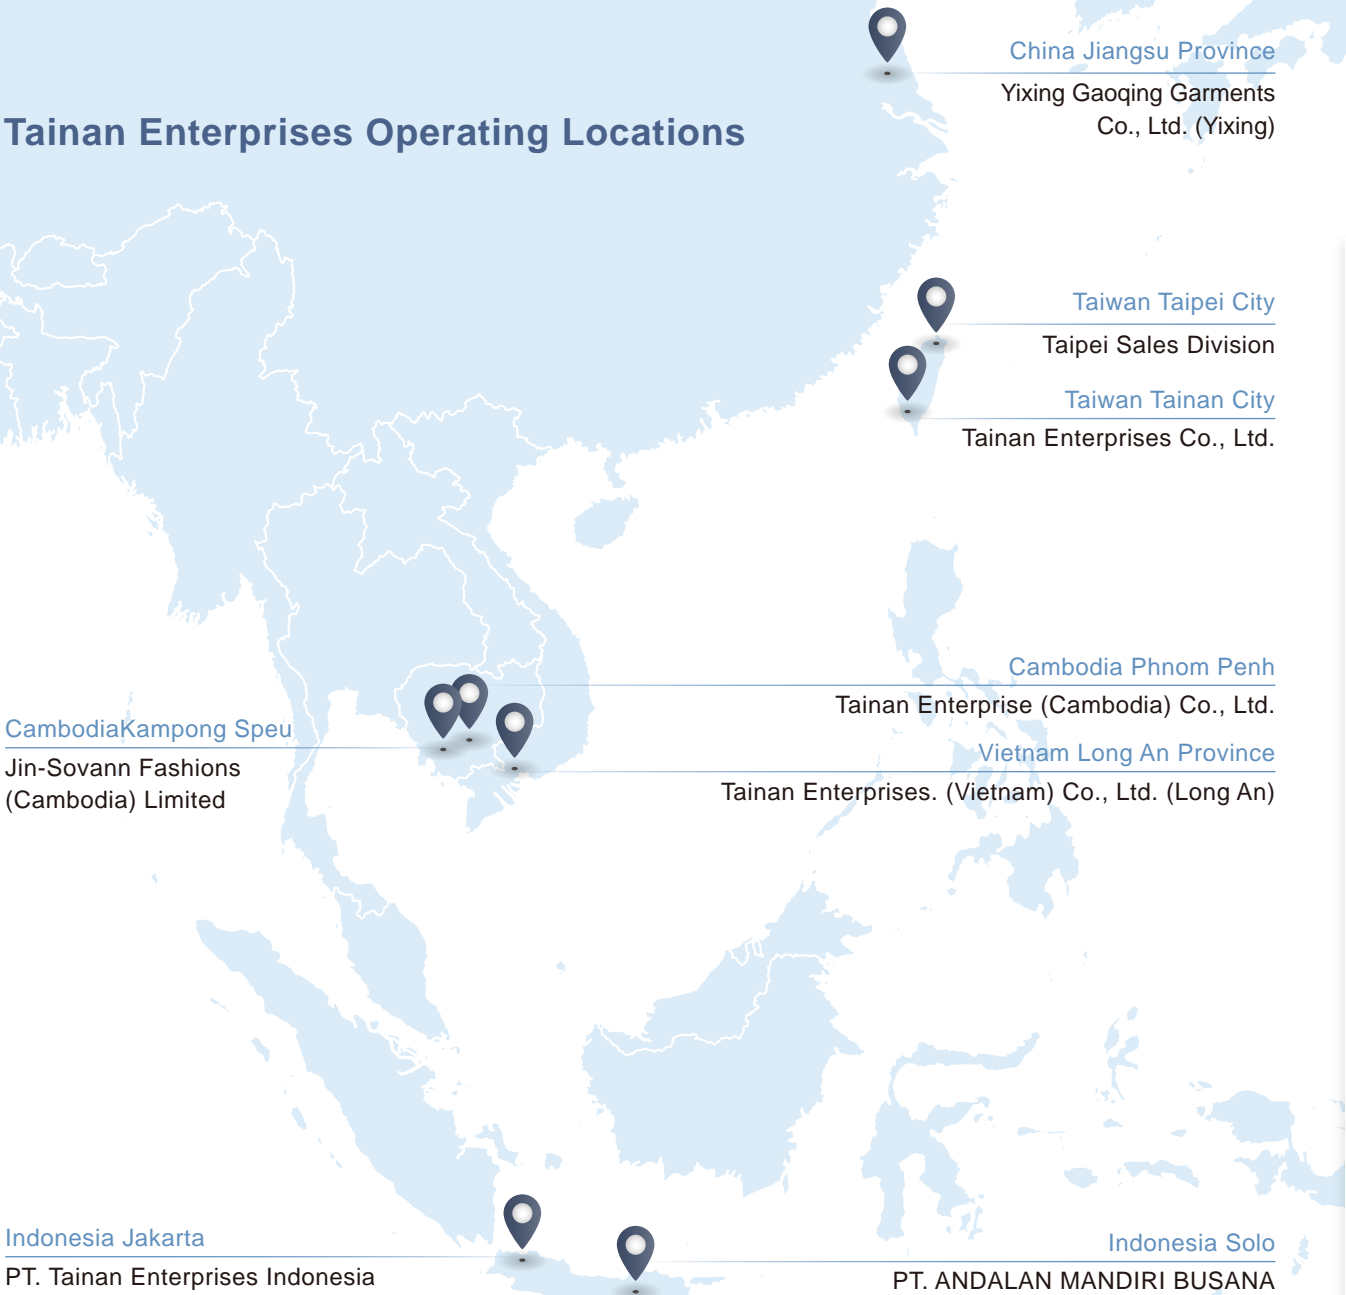 China Jiangsu Province
Yixing Gaoqing Garments
Co., Ltd. (Yixing)
Tainan Enterprises Operating Locations
Taiwan Taipei City
Taipei Sales Division
Taiwan Tainan City
Tainan Enterprises Co., Ltd.
Cambodia Phnom Penh
Tainan Enterprise (Cambodia) Co., Ltd.
CambodiaKampong Speu
Jin-Sovann Fashions
(Cambodia) Limited
Vietnam Long An Province
Tainan Enterprises. (Vietnam) Co., Ltd. (Long An)
Indonesia Jakarta
PT. Tainan Enterprises Indonesia
Indonesia Solo
PT. ANDALAN MANDIRI BUSANA